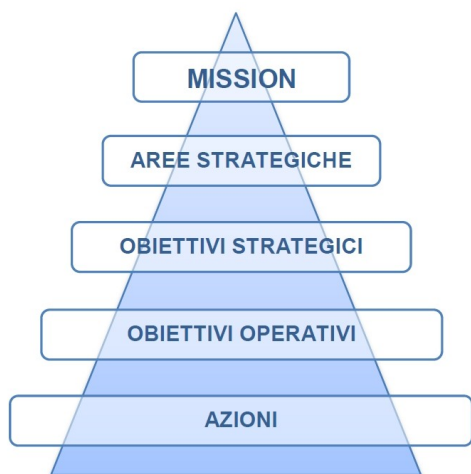 MISSION
AREE STRATEGICHE
OBIETTIVI STRATEGICI
OBIETTIVI OPERATIVI
AZIONI